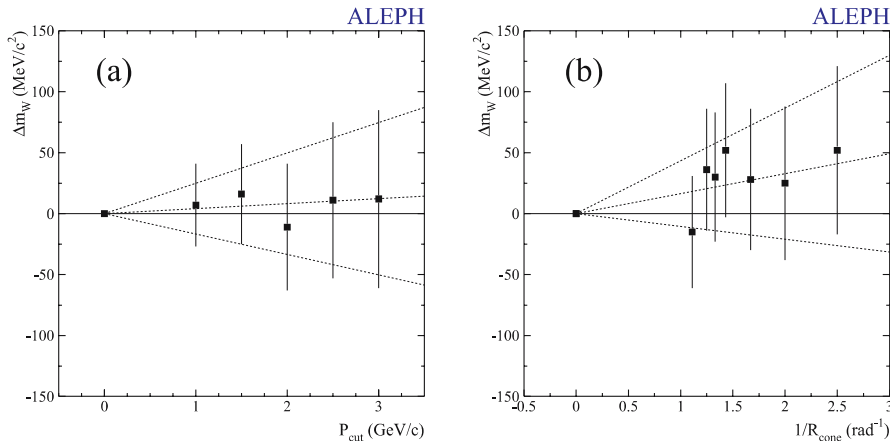 ALEPH
Δm_W (MeV/c²)
150
100
50
0
-50
-100
-150
(a)
0 1 2 3
P_cut (GeV/c)
ALEPH
Δm_W (MeV/c²)
150
100
50
0
-50
-100
-150
(b)
-0.5 0 0.5 1 1.5 2 2.5 3
1/R_cone (rad⁻¹)